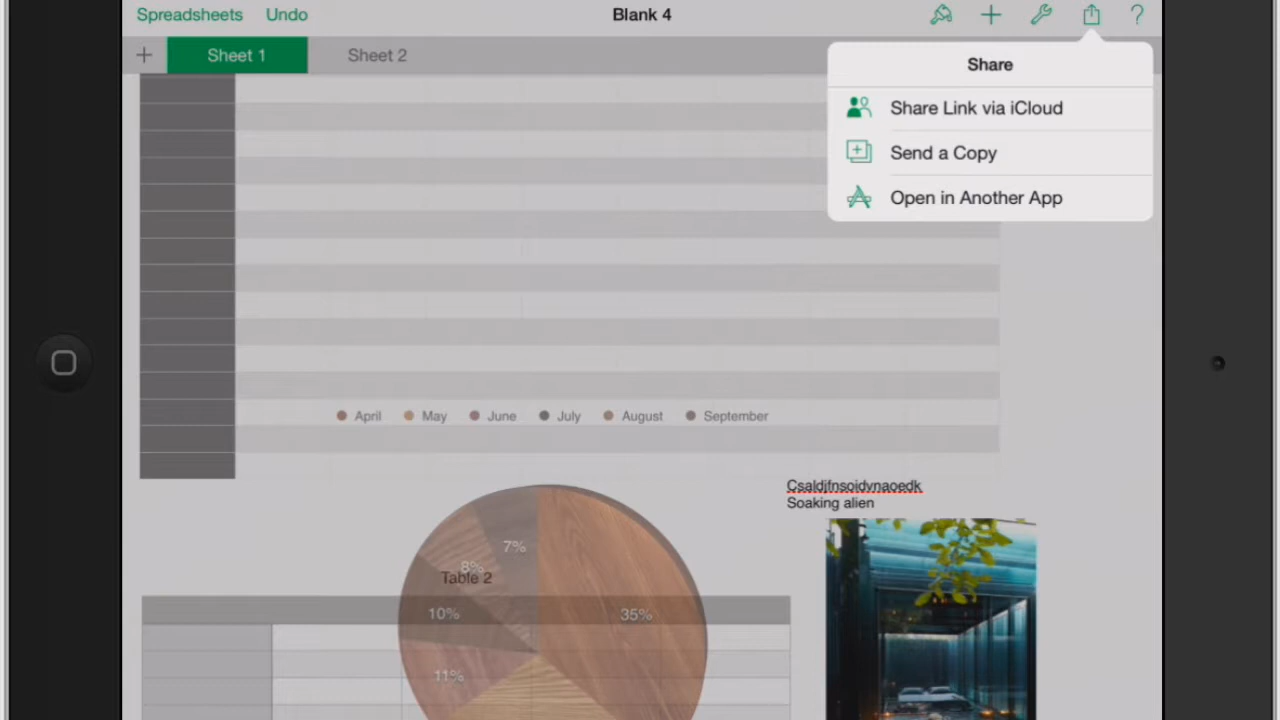 Spreadsheets Undo Blank 4 ?
Sheet 1 Sheet 2
Share
Share Link via iCloud
Send a Copy
Open in Another App
April May June July August September
Csaldjfnsoidvnaoedk
Soaking alien
7%
8%
Table 2
10% 35%
11%